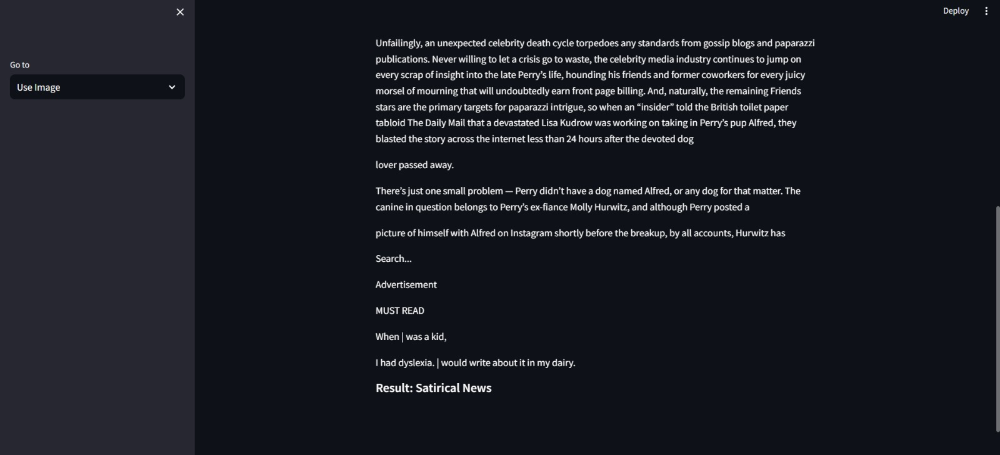 Deploy
Go to
Use Image
Unfailingly, an unexpected celebrity death cycle torpedoes any standards from gossip blogs and paparazzi
publications. Never willing to let a crisis go to waste, the celebrity media industry continues to jump on
every scrap of insight into the late Perry’s life, hounding his friends and former coworkers for every juicy
morsel of mourning that will undoubtedly earn front page billing. And, naturally, the remaining Friends
stars are the primary targets for paparazzi intrigue, so when an “insider” told the British toilet paper
tabloid The Daily Mail that a devastated Lisa Kudrow was working on taking in Perry’s pup Alfred, they
blasted the story across the internet less than 24 hours after the devoted dog
lover passed away.
There’s just one small problem — Perry didn’t have a dog named Alfred, or any dog for that matter. The
canine in question belongs to Perry’s ex-fiance Molly Hurwitz, and although Perry posted a
picture of himself with Alfred on Instagram shortly before the breakup, by all accounts, Hurwitz has
Search...
Advertisement
MUST READ
When | was a kid,
I had dyslexia. | would write about it in my dairy.
Result: Satirical News